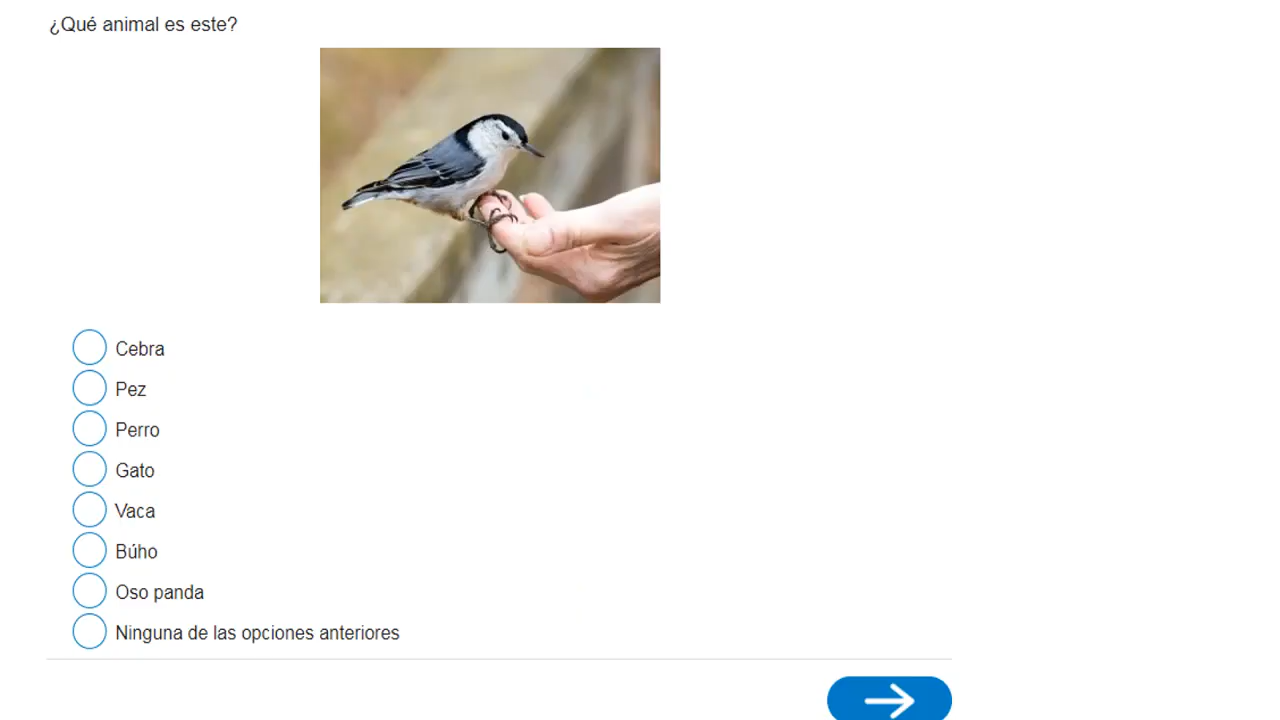 ¿Qué animal es este?
Cebra
Pez
Perro
Gato
Vaca
Búho
Oso panda
Ninguna de las opciones anteriores